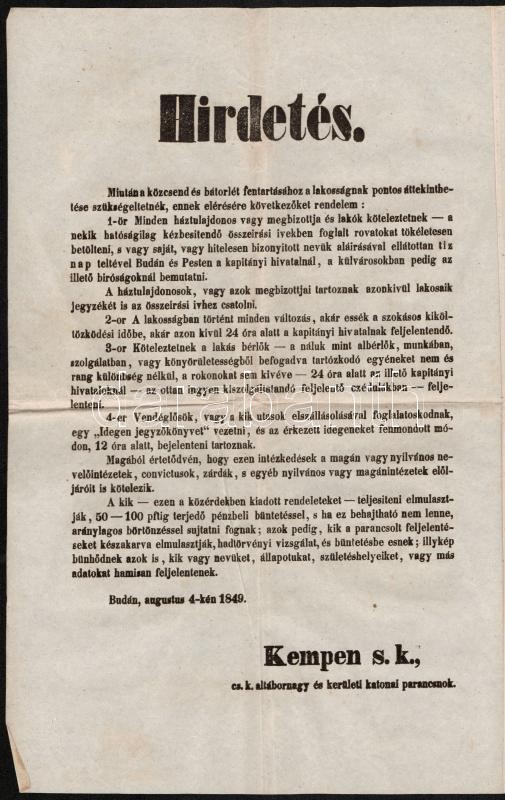 Hirdetés.
Miután a közcsend és bátorlét fentartásához a lakosságnak pontos áttekinthe-
tése szükségeltetnék, ennek elérésére következőket rendelem :
1-ör Minden háztulajdonos vagy megbizottja és lakók köteleztetnek — a
nekik hatóságilag kézbesitendő összeirási ivekben foglalt rovatokat tökéletesen
betölteni, s vagy saját, vagy hitelesen bizonyitott nevük aláirásával ellátottan tiz
nap teltével Budán és Pesten a kapitányi hivatalnál, a külvárosokban pedig az
illető biróságoknál bemutatni.
A háztulajdonosok, vagy azok megbizottjai tartoznak azonkivül lakosaik
jegyzékét is az összeirási ivhez csatolni.
2-or A lakosságban történt minden változás, akár essék a szokásos kiköl-
tözködési időbe, akár azon kivül 24 óra alatt a kapitányi hivatalnak feljelentendő.
3-or Köteleztetnek a lakás bérlők — a náluk mint albérlők, munkában,
szolgálatban, vagy könyörületességből befogadva tartózkodó egyéneket nem és
rang különbség nélkül, a rokonokat sem kivéve — 24 óra alatt az illető kapitányi
hivataloknál — az ottan ingyen kiszolgáltatandó feljelentő czédulákban — felje-
lenteni.
4-er Vendéglősök, vagy a kik utasok elszállásolásával foglalatoskodnak,
egy „Idegen jegyzőkönyvet” vezetni, és az érkezett idegeneket fenmondott mó-
don, 12 óra alatt, bejelenteni tartoznak.
Magából értetődvén, hogy ezen intézkedések a magán vagy nyilvános ne-
velőintézetek, convictusok, zárdák, s egyéb nyilvános vagy magánintézetek elől-
járóit is kötelezik.
A kik — ezen a közérdekben kiadott rendeleteket — teljesiteni elmulaszt-
ják, 50 — 100 pftig terjedő pénzbeli büntetéssel, s ha ez behajtható nem lenne,
aránylagos börtönzéssel sujtatni fognak; azok pedig, kik a parancsolt feljelenté-
seket készakarva elmulasztják, hadtörvényi vizsgálat, és büntetésbe esnek; illykép
bünhődnek azok is, kik vagy nevüket, állapotukat, születéshelyeiket, vagy más
adatokat hamisan feljelentenek.
Budán, augustus 4-kén 1849.
Kempen s. k.,
cs. k. altábornagy és kerületi katonai parancsnok.